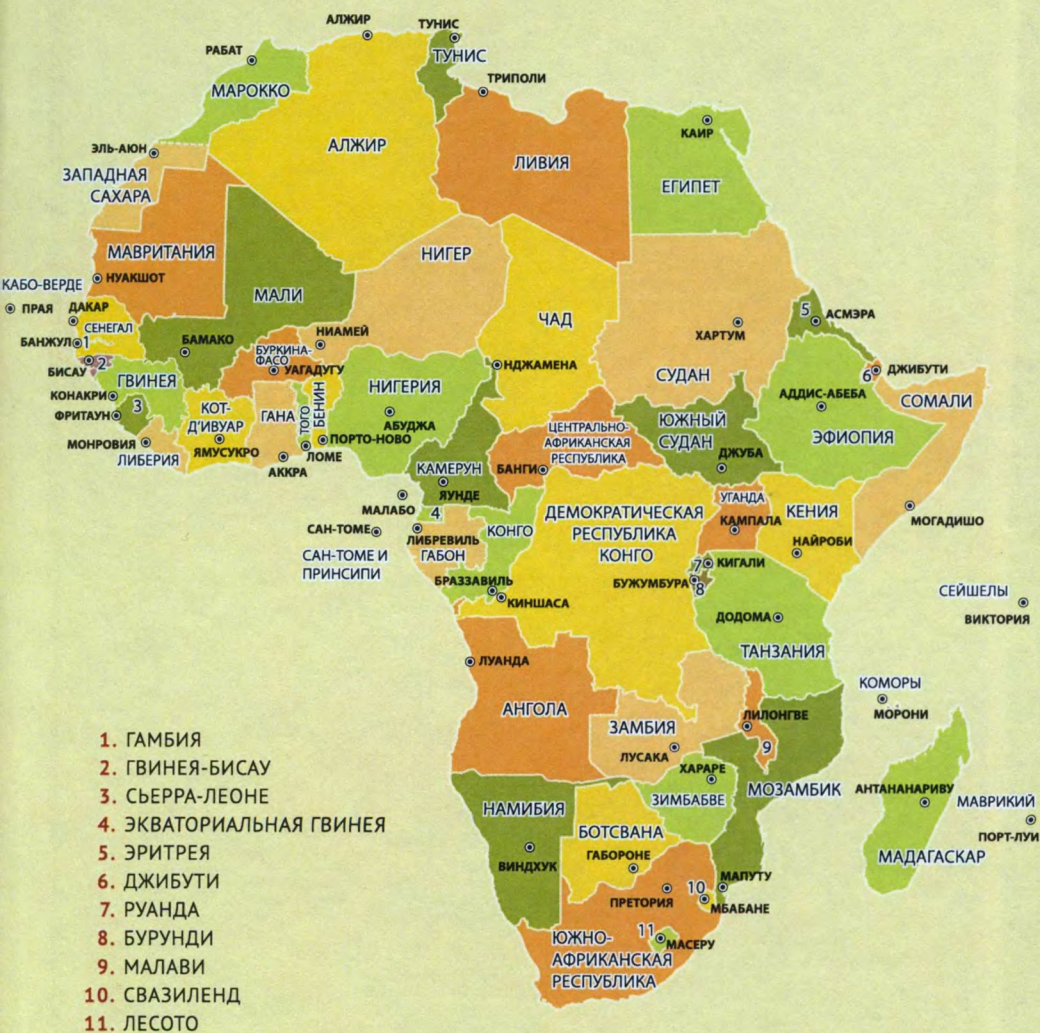 АЛЖИР
ТУНИС
РАБАТ
ТУНИС
ТРИПОЛИ
МАРОККО
КАИР
ЭЛЬ-АЮН
АЛЖИР
ЛИВИЯ
ЗАПАДНАЯ
САХАРА
ЕГИПЕТ
МАВРИТАНИЯ
НИГЕР
НУАКШОТ
КАБО-ВЕРДЕ
МАЛИ
ПРАЯ
ДАКАР
СЕНЕГАЛ
ЧАД
5
АСМЭРА
ХАРТУМ
БАНЖУЛ
1
БАМАКО
НИАМЕЙ
БУРКИНА-
ФАСО
УАГАДУГУ
НДЖАМЕНА
СУДАН
6
ДЖИБУТИ
БИСАУ
2
ГВИНЕЯ
НИГЕРИЯ
АДДИС-АБЕБА
СОМАЛИ
КОНАКРИ
3
ФРИТАУН
КОТ-
Д'ИВУАР
ГАНА
ТОГО
БЕНИН
АБУДЖА
ЦЕНТРАЛЬНО-
АФРИКАНСКАЯ
РЕСПУБЛИКА
ЮЖНЫЙ
СУДАН
ЭФИОПИЯ
МОНРОВИЯ
ЛИБЕРИЯ
ЯМУСУКРО
ПОРТО-НОВО
ЛОМЕ
АККРА
КАМЕРУН
БАНГИ
ДЖУБА
ЯУНДЕ
МАЛАБО
4
УГАНДА
КЕНИЯ
ДЕМОКРАТИЧЕСКАЯ
РЕСПУБЛИКА
КОНГО
КАМПАЛА
МОГАДИШО
САН-ТОМЕ
ЛИБРЕВИЛЬ
КОНГО
ГАБОН
НАЙРОБИ
САН-ТОМЕ И
ПРИНСИПИ
7
КИГАЛИ
БРАЗЗАВИЛЬ
БУЖУМБУРА
8
КИНШАСА
СЕЙШЕЛЫ
ВИКТОРИЯ
ДОДОМА
ТАНЗАНИЯ
ЛУАНДА
КОМОРЫ
МОРОНИ
АНГОЛА
ЛИЛОНГВЕ
ЗАМБИЯ
9
ЛУСАКА
ХАРАРЕ
МОЗАМБИК
ЗИМБАБВЕ
АНТАНАНАРИВУ
МАВРИКИЙ
НАМИБИЯ
БОТСВАНА
ПОРТ-ЛУИ
ГАБОРОНЕ
МАДАГАСКАР
ВИНДХУК
ПРЕТОРИЯ
10
МАПУТУ
МБАБАНЕ
11
МАСЕРУ
ЮЖНО-
АФРИКАНСКАЯ
РЕСПУБЛИКА
1. ГАМБИЯ
2. ГВИНЕЯ-БИСАУ
3. СЬЕРРА-ЛЕОНЕ
4. ЭКВАТОРИАЛЬНАЯ ГВИНЕЯ
5. ЭРИТРЕЯ
6. ДЖИБУТИ
7. РУАНДА
8. БУРУНДИ
9. МАЛАВИ
10. СВАЗИЛЕНД
11. ЛЕСОТО